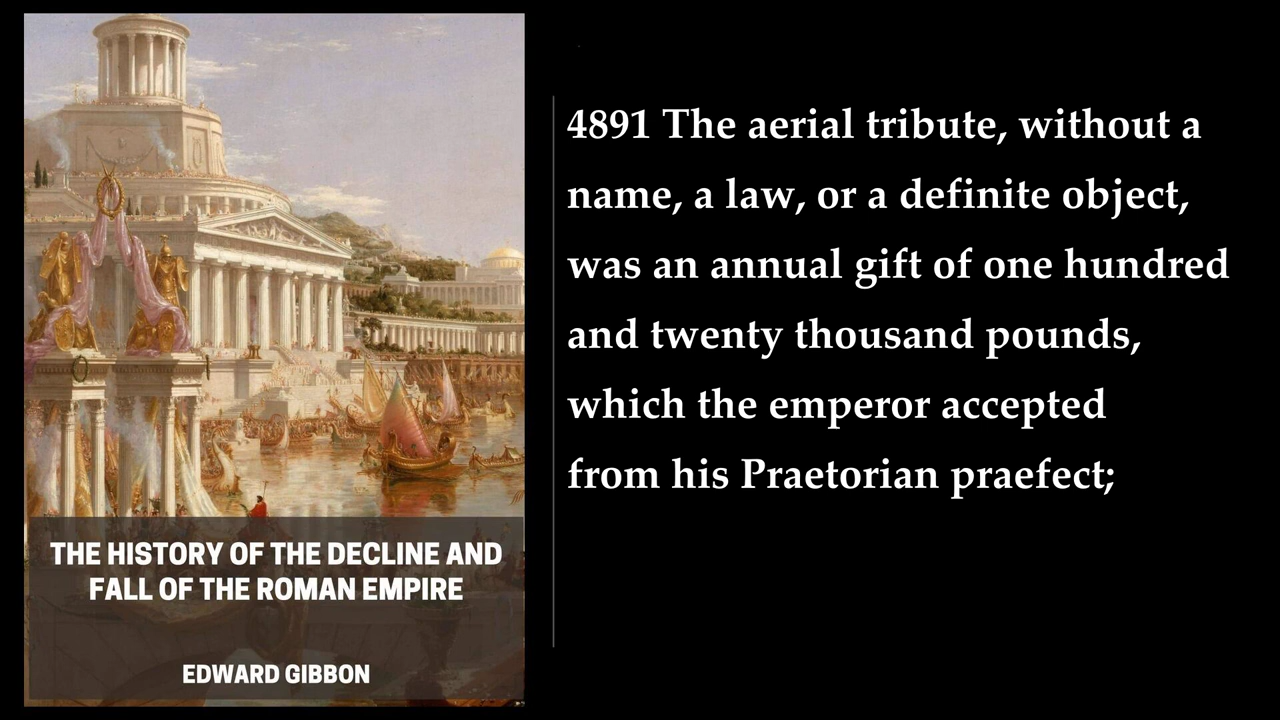 4891 The aerial tribute, without a
name, a law, or a definite object,
was an annual gift of one hundred
and twenty thousand pounds,
which the emperor accepted
from his Praetorian praefect;
THE HISTORY OF THE DECLINE AND
FALL OF THE ROMAN EMPIRE
EDWARD GIBBON